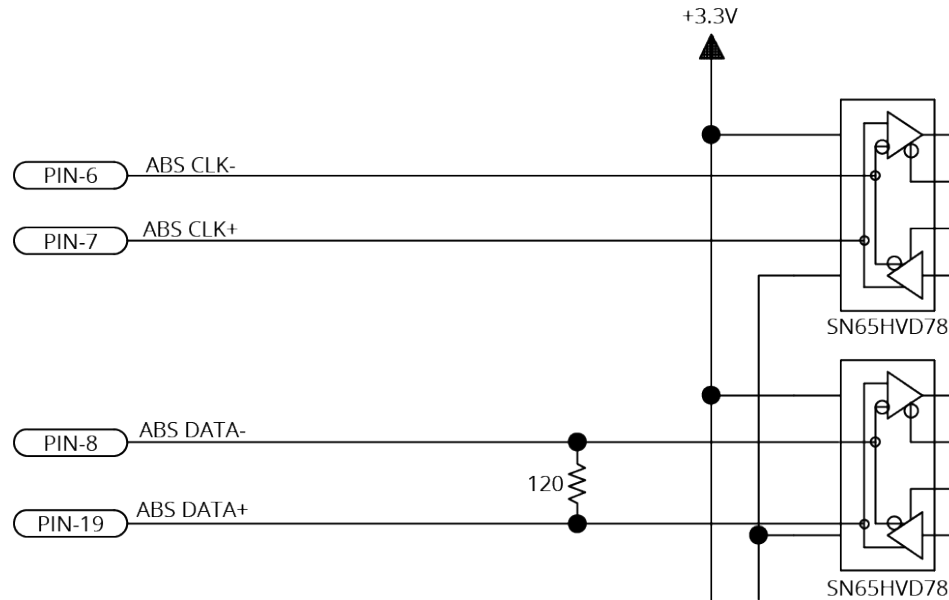 +3.3V
ABS CLK-
PIN-6
ABS CLK+
PIN-7
SN65HVD78
ABS DATA-
PIN-8
120
ABS DATA+
PIN-19
SN65HVD78